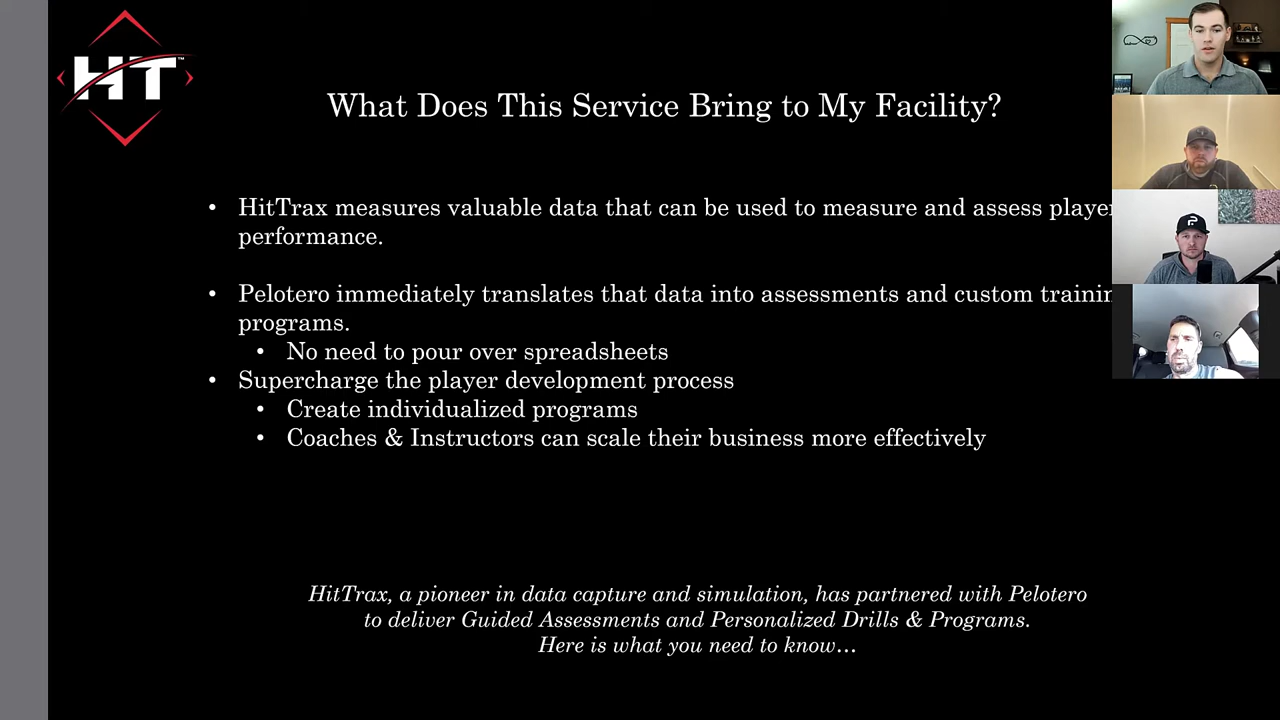 HT™
What Does This Service Bring to My Facility?
• HitTrax measures valuable data that can be used to measure and assess player
performance.
• Pelotero immediately translates that data into assessments and custom
programs.
• No need to pour over spreadsheets
• Supercharge the player development process
• Create individualized programs
• Coaches & Instructors can scale their business more effectively
HitTrax, a pioneer in data capture and simulation, has partnered with Pelotero
to deliver Guided Assessments and Personalized Drills & Programs.
Here is what you need to know...